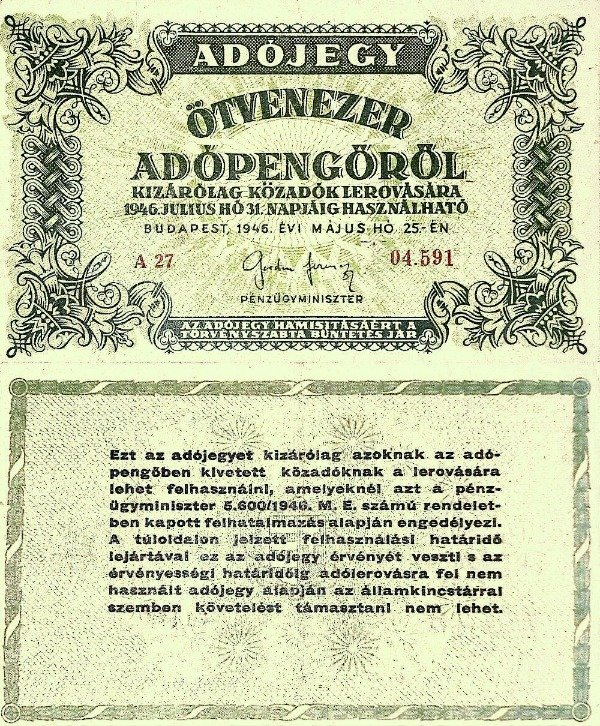 ADÓJEGY
ÖTVENEZER
ADÓPENGŐRŐL
KIZÁRÓLAG KÖZADÓK LEROVÁSÁRA
1946. JULIUS HÓ 31. NAPJÁIG HASZNÁLHATÓ
BUDAPEST, 1946. ÉVI MÁJUS HÓ 25.-ÉN
A 27 04.591
PÉNZÜGYMINISZTER
AZ ADÓJEGY HAMISITÁSÁÉRT A
TÖRVÉNYSZABTA BÜNTETÉS JÁR
Ezt az adójegyet kizárólag azoknak az adó-
pengőben kivetett közadóknak a lerovására
lehet felhasználni, amelyeknél azt a pénz-
ügyminiszter 5.600/1946. M. E. számú rendelet-
ben kapott felhatalmazás alapján engedélyezi.
A túloldalon jelzett felhasználási határidő
lejártával ez az adójegy érvényét veszti s az
érvényességi határidőig adólerovásra fel nem
használt adójegy alapján az államkincstárral
szemben követelést támasztani nem lehet.